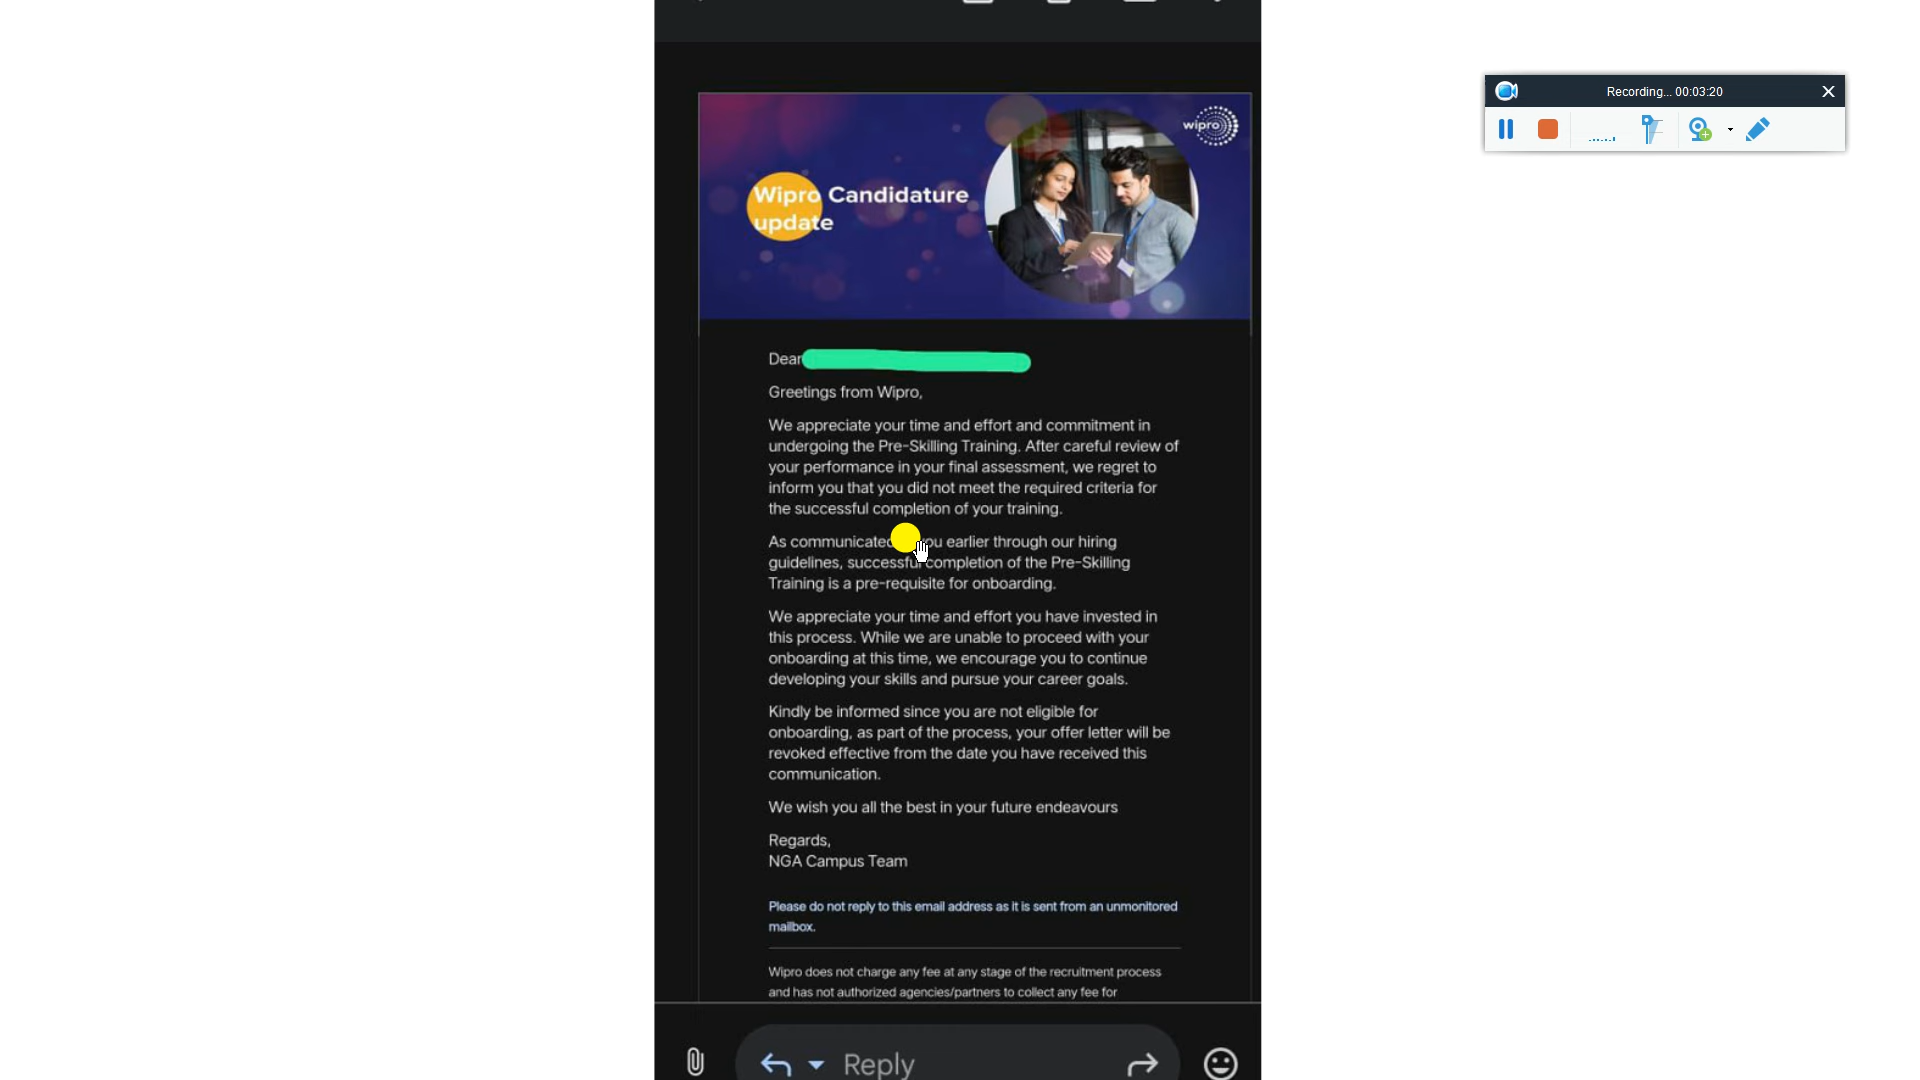 Recording... 00:03:20
wipro
Wipro Candidature
update
Dear
Greetings from Wipro,
We appreciate your time and effort and commitment in
undergoing the Pre-Skilling Training. After careful review of
your performance in your final assessment, we regret to
inform you that you did not meet the required criteria for
the successful completion of your training.
As communicated you earlier through our hiring
guidelines, successful completion of the Pre-Skilling
Training is a pre-requisite for onboarding.
We appreciate your time and effort you have invested in
this process. While we are unable to proceed with your
onboarding at this time, we encourage you to continue
developing your skills and pursue your career goals.
Kindly be informed since you are not eligible for
onboarding, as part of the process, your offer letter will be
revoked effective from the date you have received this
communication.
We wish you all the best in your future endeavours
Regards,
NGA Campus Team
Please do not reply to this email address as it is sent from an unmonitored
mailbox.
Wipro does not charge any fee at any stage of the recruitment process
and has not authorized agencies/partners to collect any fee for
Reply